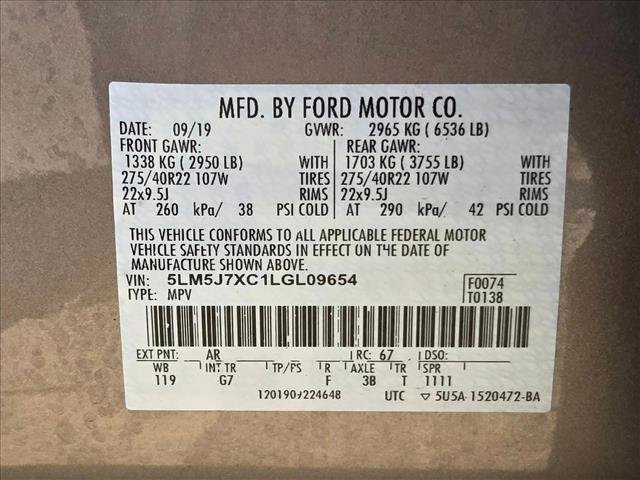 MFD. BY FORD MOTOR CO.
DATE: 09/19 GVWR: 2965 KG ( 6536 LB)
FRONT GAWR: REAR GAWR:
1338 KG ( 2950 LB) WITH 1703 KG ( 3755 LB) WITH
275/40R22 107W TIRES 275/40R22 107W TIRES
22x9.5J RIMS 22x9.5J RIMS
AT 260 kPa/ 38 PSI COLD AT 290 kPa/ 42 PSI COLD
THIS VEHICLE CONFORMS TO ALL APPLICABLE FEDERAL MOTOR
VEHICLE SAFETY STANDARDS IN EFFECT ON THE DATE OF
MANUFACTURE SHOWN ABOVE.
VIN: 5LM5J7XC1LGL09654 F0074
TYPE: MPV T0138
EXT PNT: AR RC: 67 DSO:
WB INT TR TP/PS R AXLE TR SPR
119 G7 F 3B T 1111
UTC ▽ 5U5A-1520472-BA